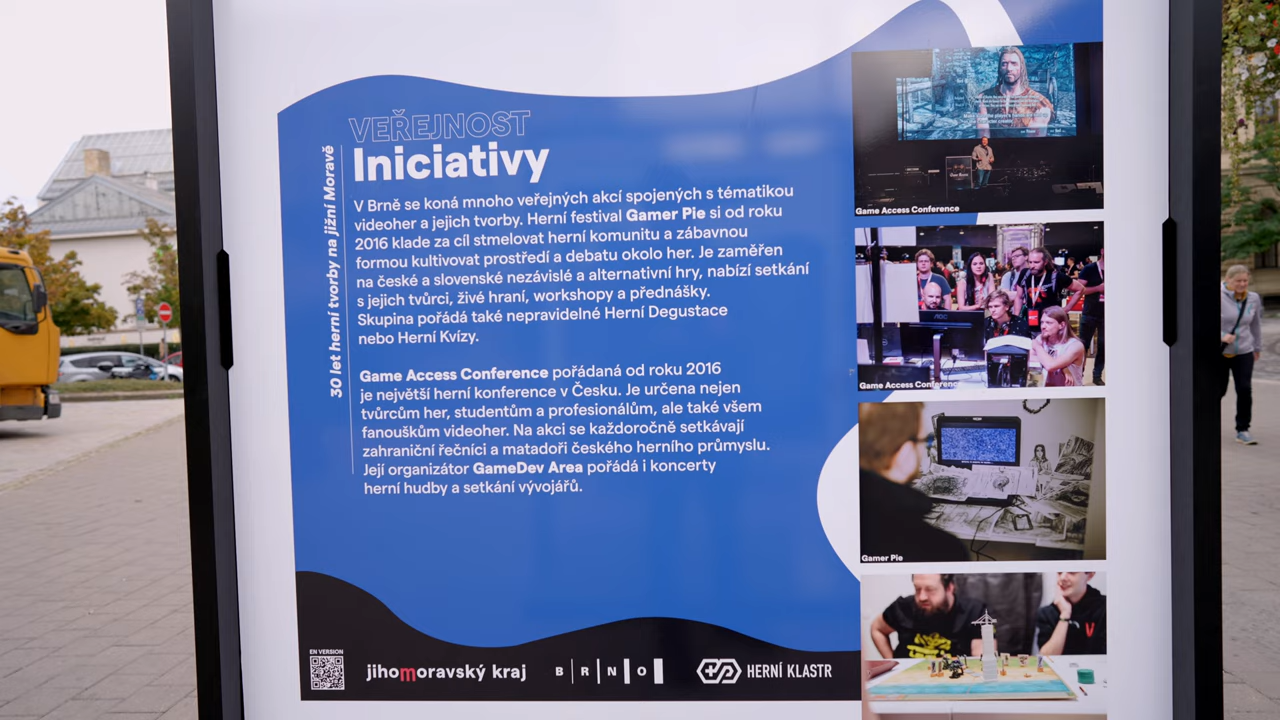 VEŘEJNOST
Iniciativy
30 let herní tvorby na jižní Moravě
V Brně se koná mnoho veřejných akcí spojených s tématikou
videoher a jejich tvorby. Herní festival Gamer Pie si od roku
2016 klade za cíl stmelovat herní komunitu a zábavnou
formou kultivovat prostředí a debatu okolo her. Je zaměřen
na české a slovenské nezávislé a alternativní hry, nabízí setkání
s jejich tvůrci, živé hraní, workshopy a přednášky.
Skupina pořádá také nepravidelné Herní Degustace
nebo Herní Kvízy.
Game Access Conference pořádaná od roku 2016
je největší herní konference v Česku. Je určena nejen
tvůrcům her, studentům a profesionálům, ale také všem
fanouškům videoher. Na akci se každoročně setkávají
zahraniční řečníci a matadoři českého herního průmyslu.
Její organizátor GameDev Area pořádá i koncerty
herní hudby a setkání vývojářů.
Game Access Conference
Game Access Conference
AOC
Gamer Pie
EN VERSION
jihomoravský kraj
BRNO
HERNÍ KLASTR